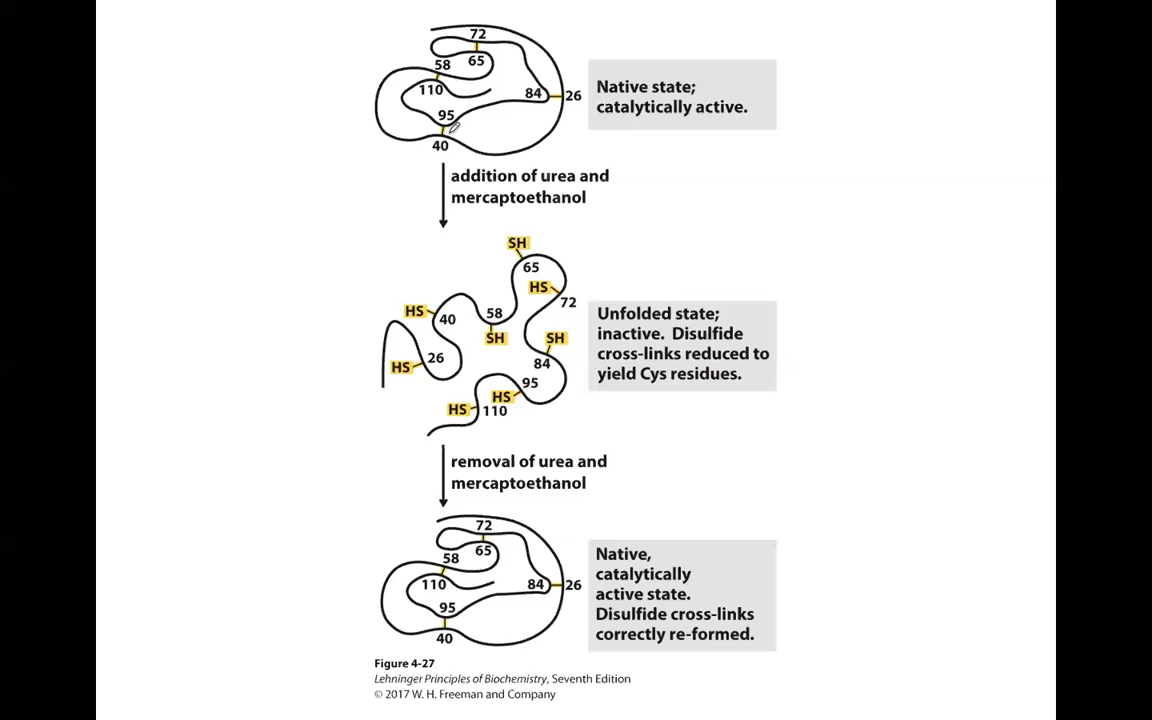 72
58 65
110 84 26
95
40
Native state;
catalytically active.
addition of urea and
mercaptoethanol
SH
65
HS
72
HS
40
58
SH
SH
HS
26
84
95
HS
HS
110
Unfolded state;
inactive. Disulfide
cross-links reduced to
yield Cys residues.
removal of urea and
mercaptoethanol
72
58 65
110 84 26
95
40
Native,
catalytically
active state.
Disulfide cross-links
correctly re-formed.
Figure 4-27
Lehninger Principles of Biochemistry, Seventh Edition
© 2017 W. H. Freeman and Company